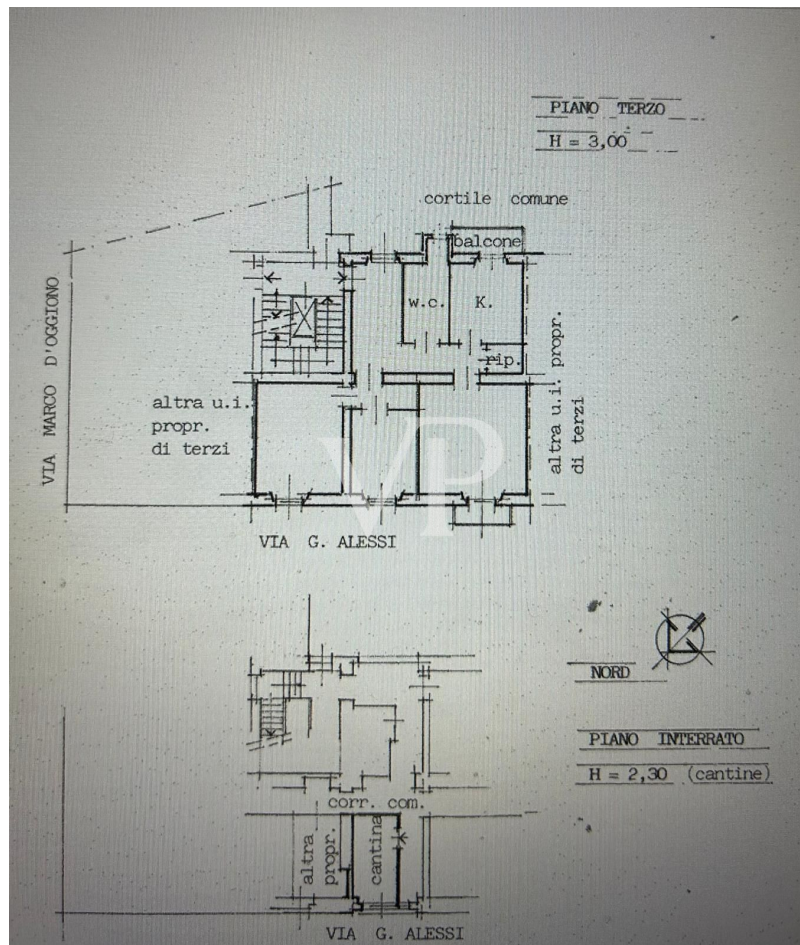 PIANO TERZO
H = 3,00
cortile comune
balcone
w.c.
K.
rip.
VIA MARCO D'OGGIONO
altra u.i.
propr.
di terzi
altra u.i. propr.
di terzi
VP
VIA G. ALESSI
NORD
PIANO INTERRATO
H = 2,30 (cantine)
corr. com.
altra
propr.
cantina
VIA G. ALESSI